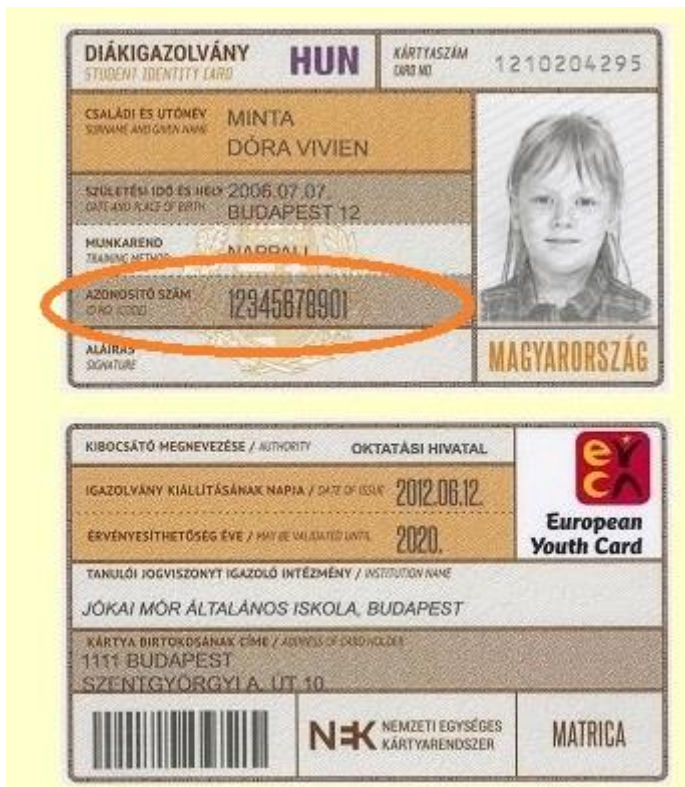 DIÁKIGAZOLVÁNY
STUDENT IDENTITY CARD
HUN
KÁRTYASZÁM
CARD NO.
1210204295
CSALÁDI ÉS UTÓNÉV
SURNAME AND GIVEN NAME
MINTA
DÓRA VIVIEN
SZÜLETÉSI IDŐ ÉS HELY
DATE AND PLACE OF BIRTH
2006.07.07.
BUDAPEST 12
MUNKAREND
TRAINING METHOD
NAPPALI
AZONOSÍTÓ SZÁM
ID NO. (CODE)
12345678901
ALÁÍRÁS
SIGNATURE
MAGYARORSZÁG
KIBOCSÁTÓ MEGNEVEZÉSE / AUTHORITY OKTATÁSI HIVATAL
IGAZOLVÁNY KIÁLLÍTÁSÁNAK NAPJA / DATE OF ISSUE 2012.06.12.
ÉRVÉNYESÍTHETŐSÉG ÉVE / MAY BE VALIDATED UNTIL 2020.
eyca
European
Youth Card
TANULÓI JOGVISZONYT IGAZOLÓ INTÉZMÉNY / INSTITUTION NAME
JÓKAI MÓR ÁLTALÁNOS ISKOLA, BUDAPEST
KÁRTYA BIRTOKOSÁNAK CÍME / ADDRESS OF CARD HOLDER
1111 BUDAPEST
SZENTGYÖRGYI A. UT 10.
NEK NEMZETI EGYSÉGES
KÁRTYARENDSZER
MATRICA